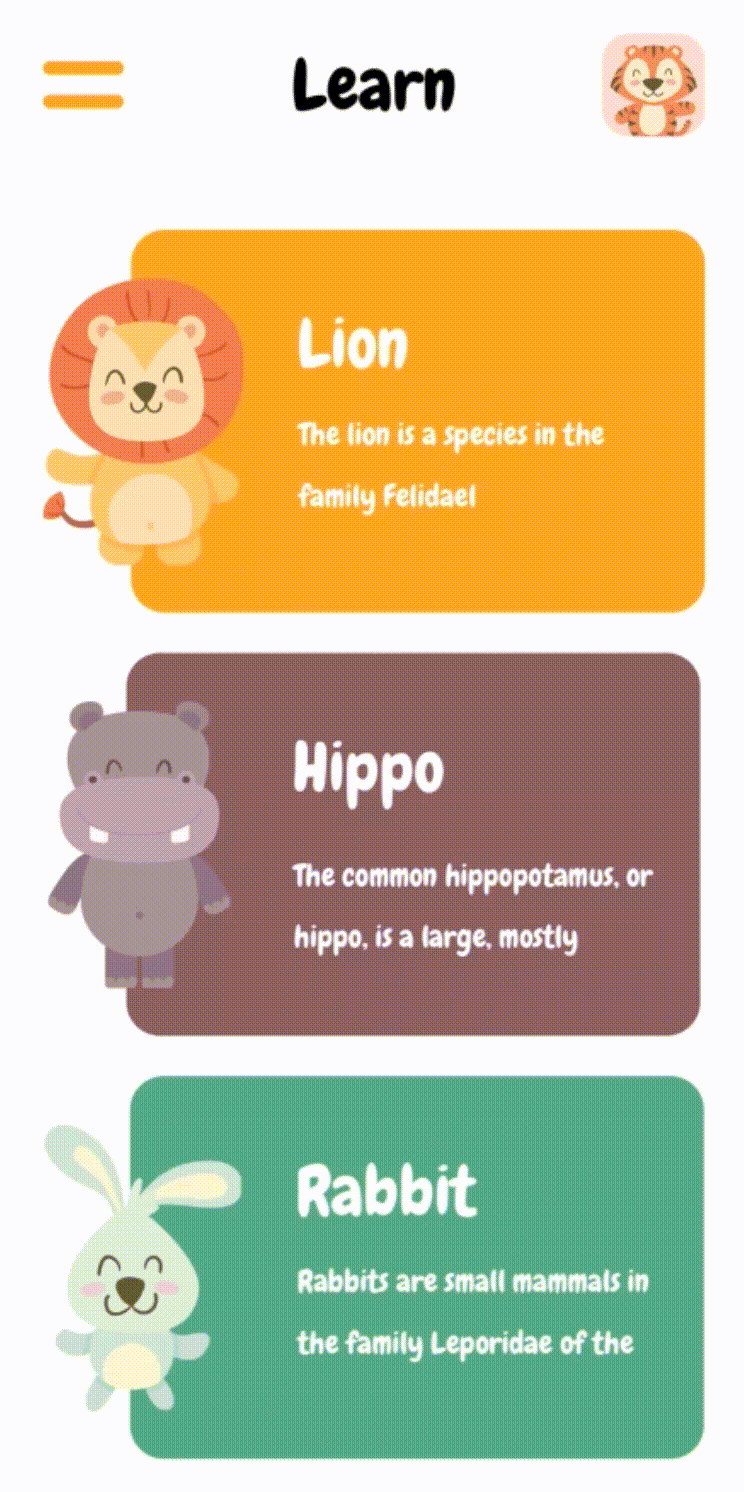 Learn
Lion
The lion is a species in the
family Felidael
Hippo
The common hippopotamus, or
hippo, is a large, mostly
Rabbit
Rabbits are small mammals in
the family Leporidae of the